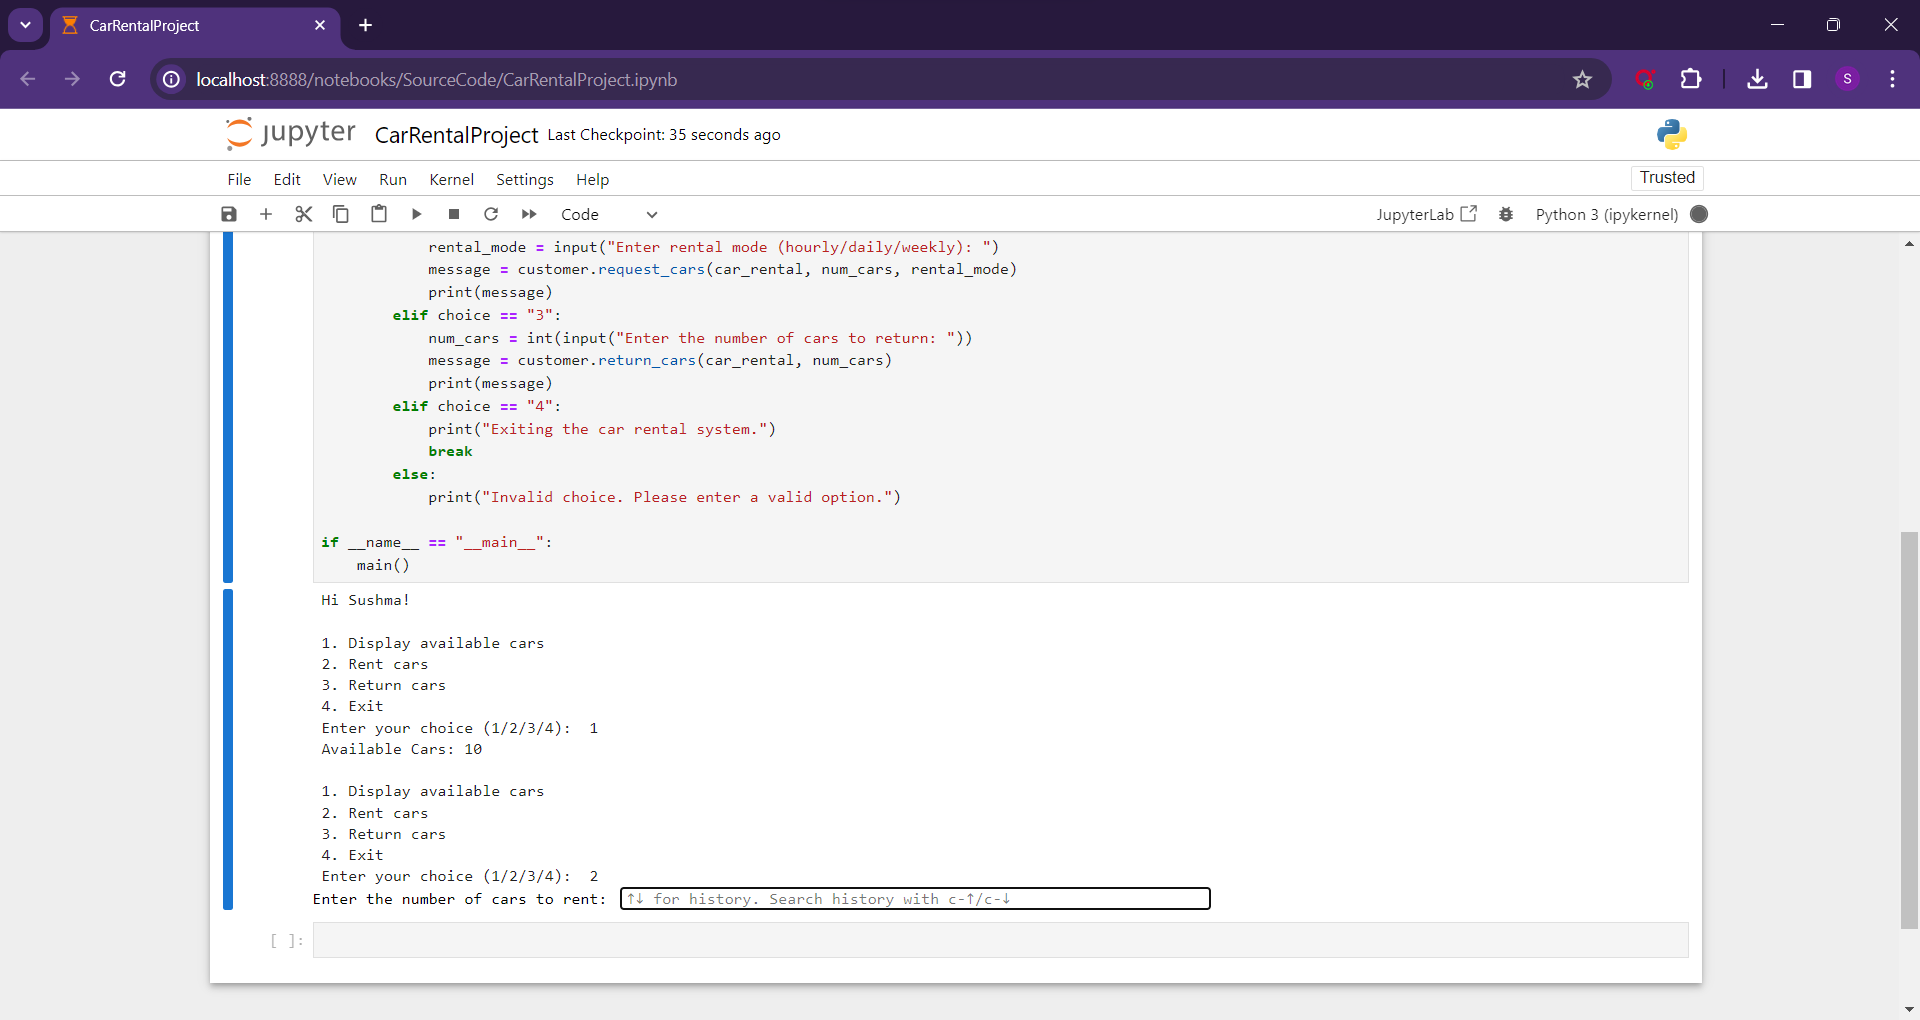 CarRentalProject
localhost:8888/notebooks/SourceCode/CarRentalProject.ipynb
S
jupyter CarRentalProject Last Checkpoint: 35 seconds ago
File Edit View Run Kernel Settings Help
Trusted
Code
JupyterLab
Python 3 (ipykernel)
rental_mode = input("Enter rental mode (hourly/daily/weekly): ")
message = customer.request_cars(car_rental, num_cars, rental_mode)
print(message)
elif choice == "3":
num_cars = int(input("Enter the number of cars to return: "))
message = customer.return_cars(car_rental, num_cars)
print(message)
elif choice == "4":
print("Exiting the car rental system.")
break
else:
print("Invalid choice. Please enter a valid option.")
if __name__ == "__main__":
main()
Hi Sushma!
1. Display available cars
2. Rent cars
3. Return cars
4. Exit
Enter your choice (1/2/3/4):  1
Available Cars: 10
1. Display available cars
2. Rent cars
3. Return cars
4. Exit
Enter your choice (1/2/3/4):  2
Enter the number of cars to rent: ↑↓ for history. Search history with c-↑/c-↓
[ ]: